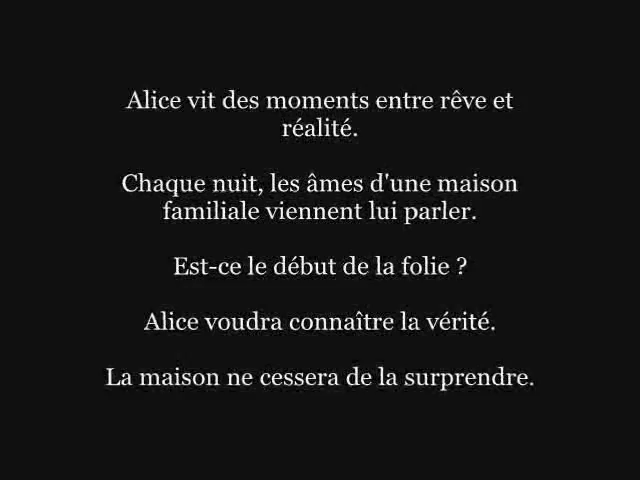 Alice vit des moments entre rêve et
réalité.
Chaque nuit, les âmes d'une maison
familiale viennent lui parler.
Est-ce le début de la folie ?
Alice voudra connaître la vérité.
La maison ne cessera de la surprendre.